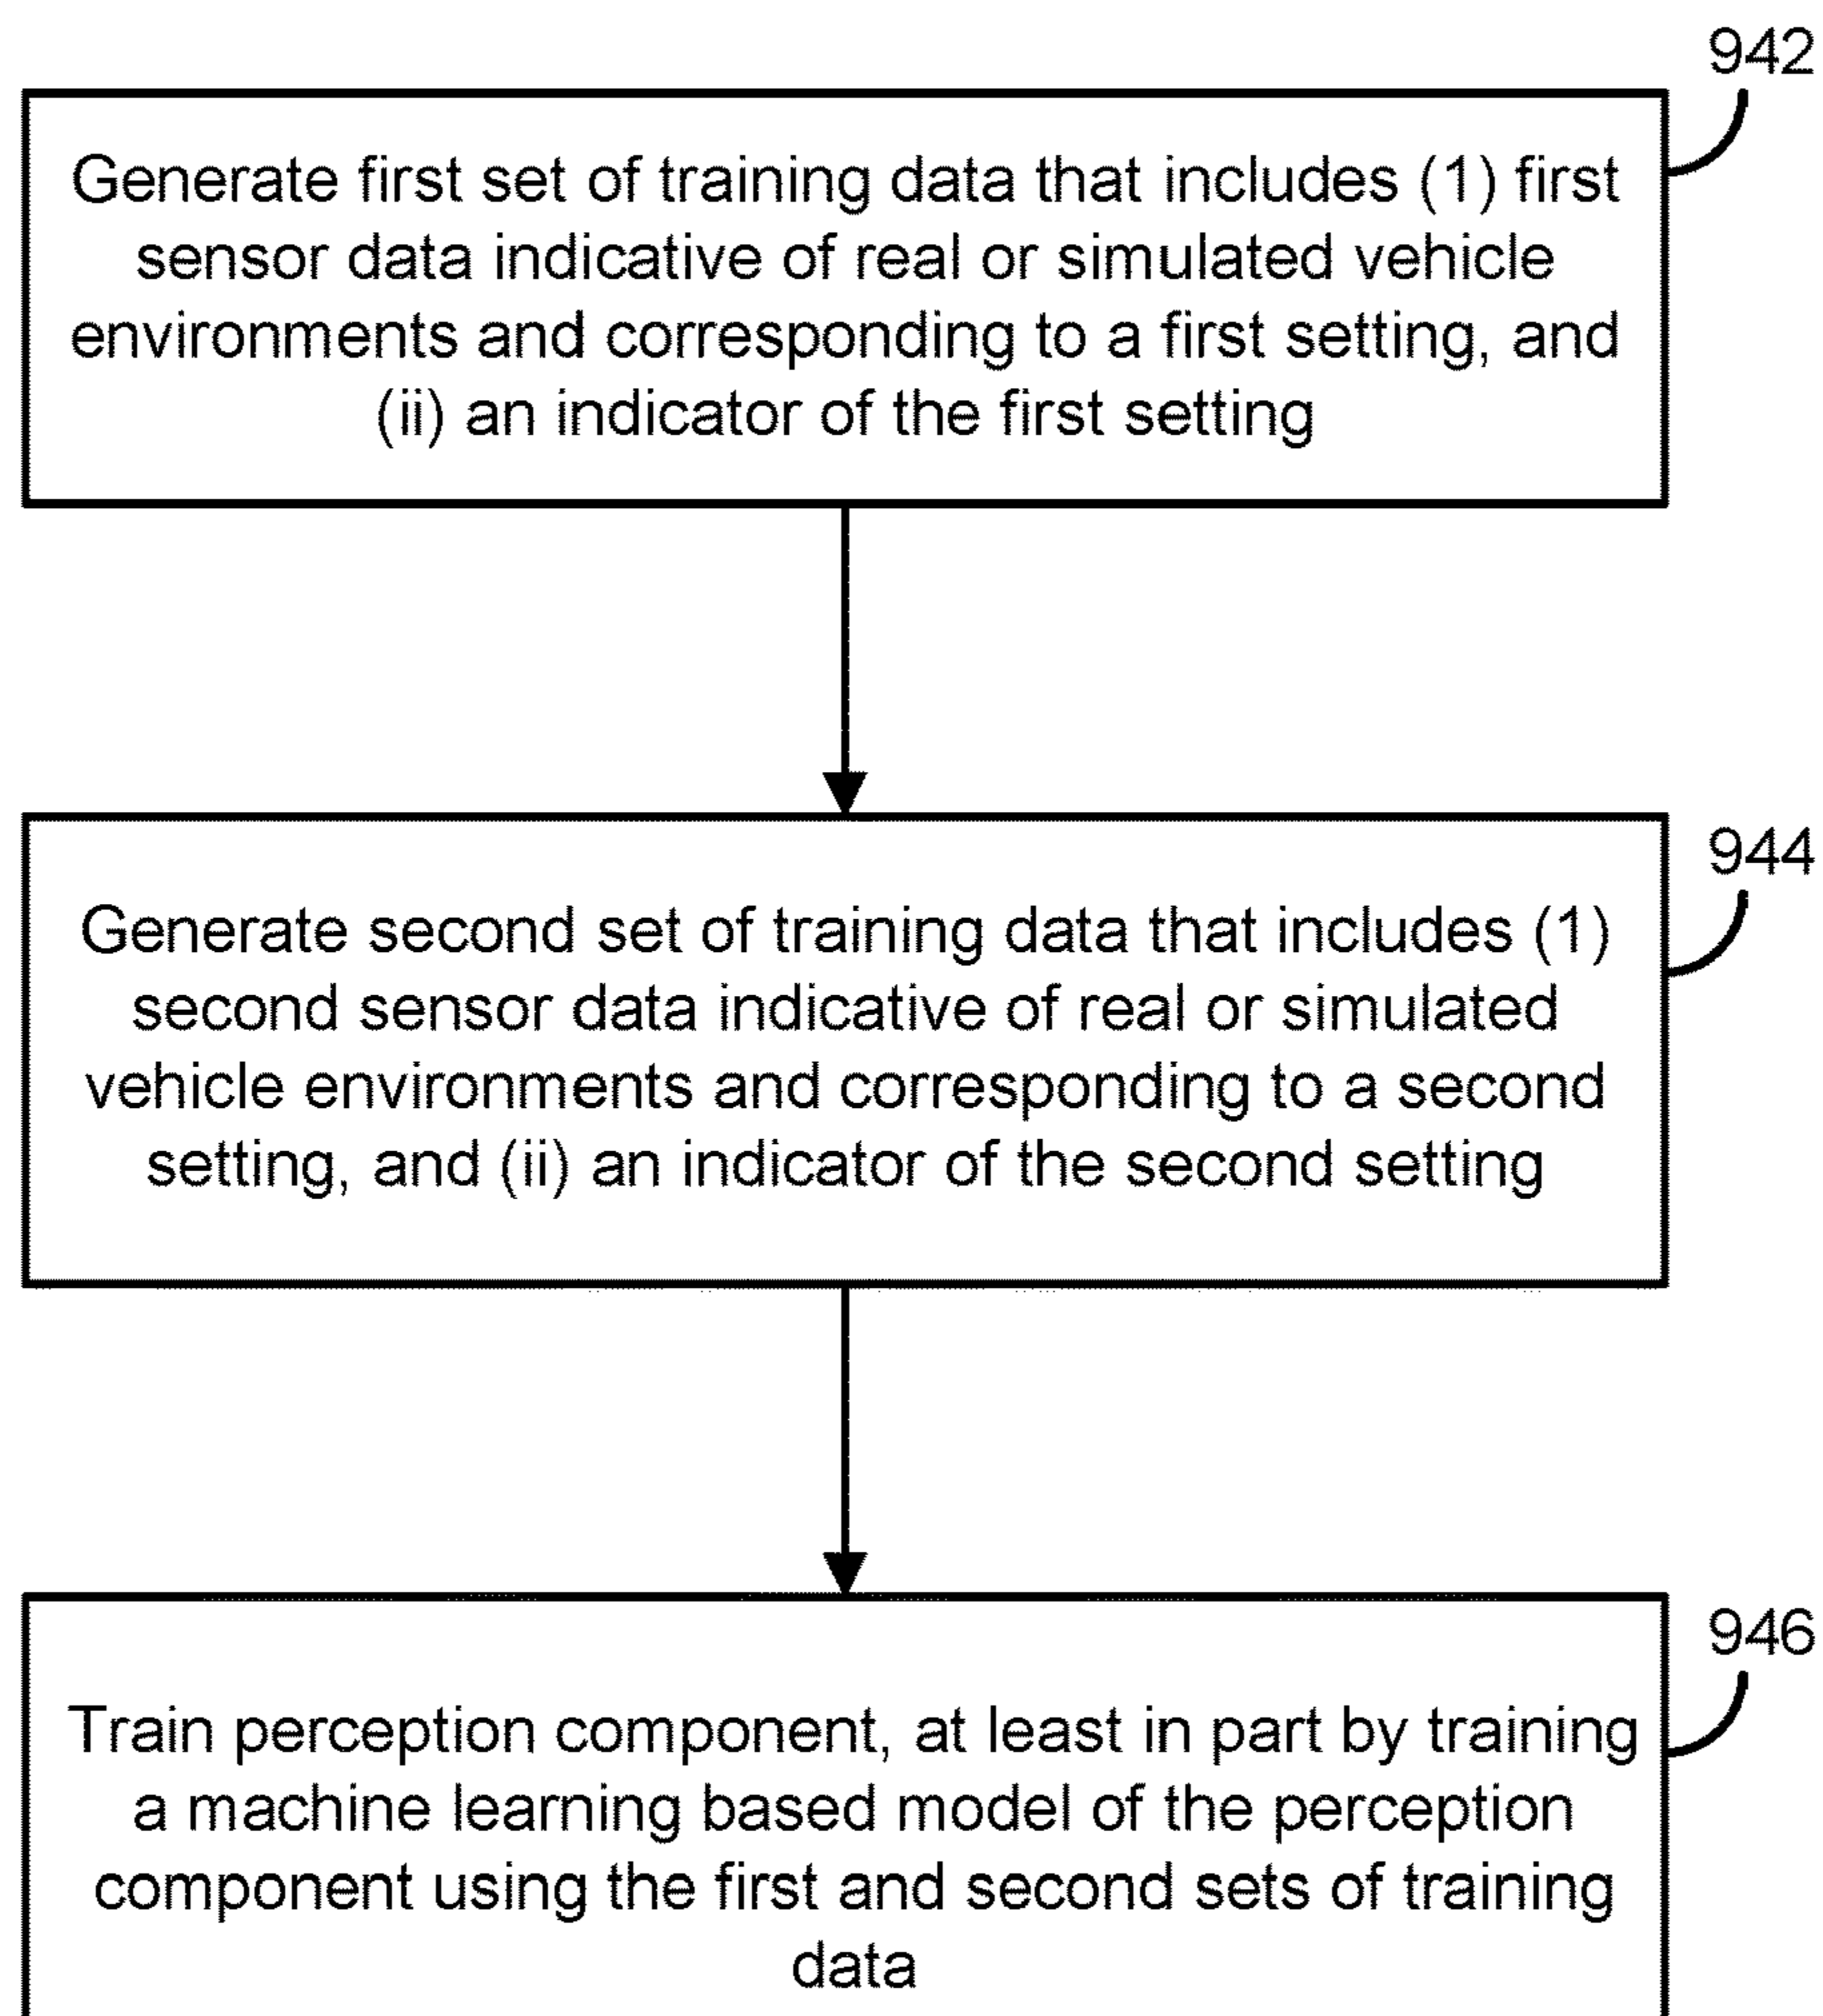 942
Generate first set of training data that includes (1) first
sensor data indicative of real or simulated vehicle
environments and corresponding to a first setting, and
(ii) an indicator of the first setting
944
Generate second set of training data that includes (1)
second sensor data indicative of real or simulated
vehicle environments and corresponding to a second
setting, and (ii) an indicator of the second setting
946
Train perception component, at least in part by training
a machine learning based model of the perception
component using the first and second sets of training
data